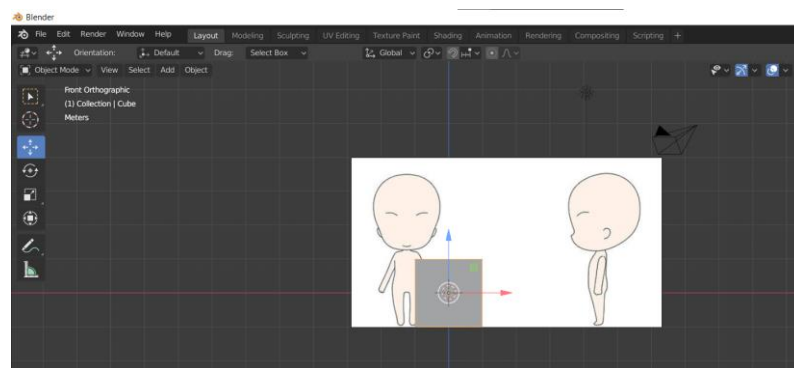 Blender
File Edit Render Window Help Layout Modeling Sculpting UV Editing Texture Paint Shading Animation Rendering Compositing Scripting +
Orientation: Default Drag: Select Box Global
Object Mode View Select Add Object
Front Orthographic
(1) Collection | Cube
Meters